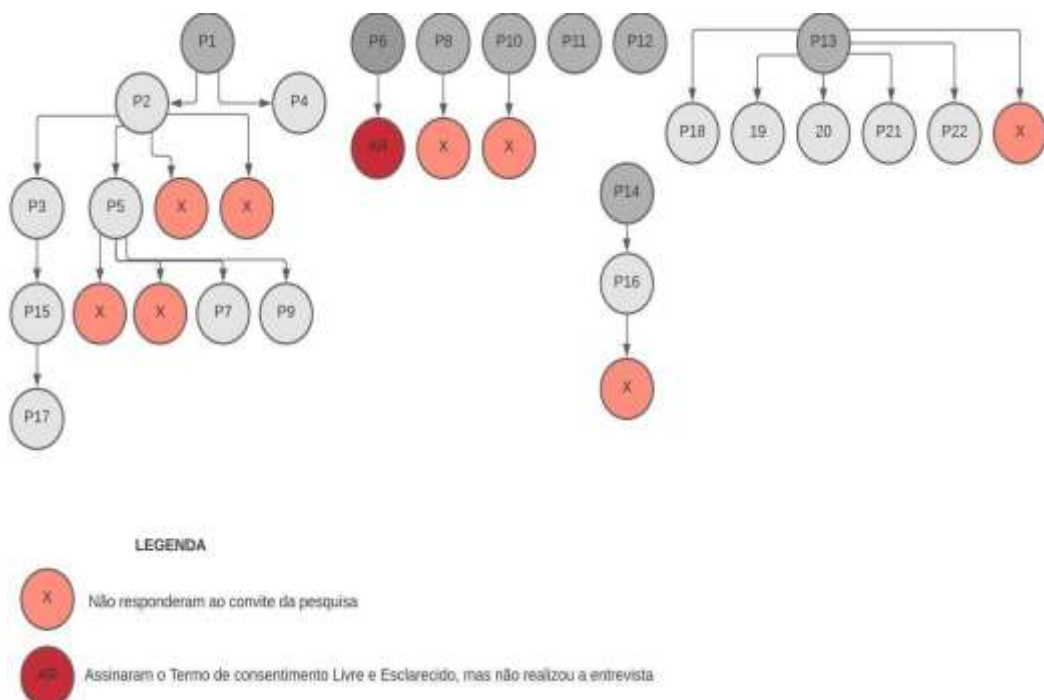 P1
P6
P8
P10
P11
P12
P13
P2
P4
P18
19
20
P21
P22
X
X
X
P3
P5
X
X
P14
P15
X
X
P7
P9
P16
X
P17
LEGENDA
X
Não responderam ao convite da pesquisa
Assinaram o Termo de consentimento Livre e Esclarecido, mas não realizou a entrevista